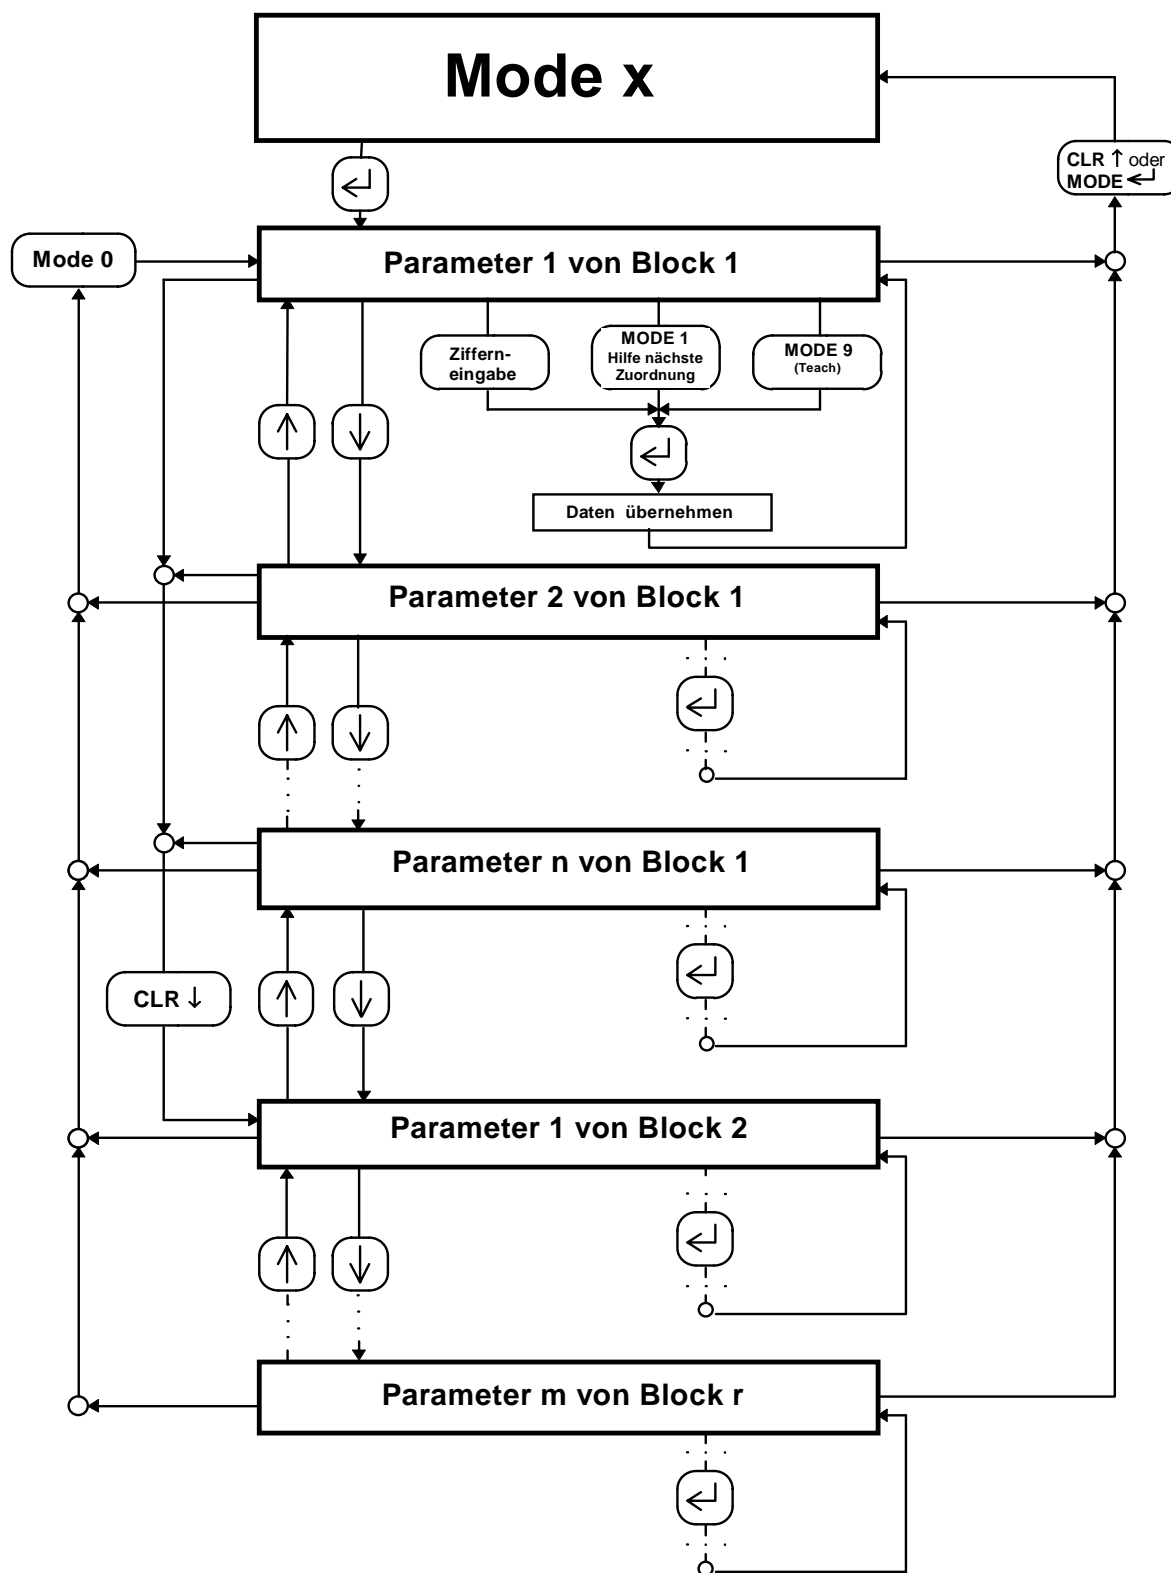 Mode x
CLR ↑ oder
MODE ↵
Mode 0
Parameter 1 von Block 1
Ziffern-
eingabe
MODE 1
Hilfe nächste
Zuordnung
MODE 9
(Teach)
Daten übernehmen
Parameter 2 von Block 1
Parameter n von Block 1
CLR ↓
Parameter 1 von Block 2
Parameter m von Block r